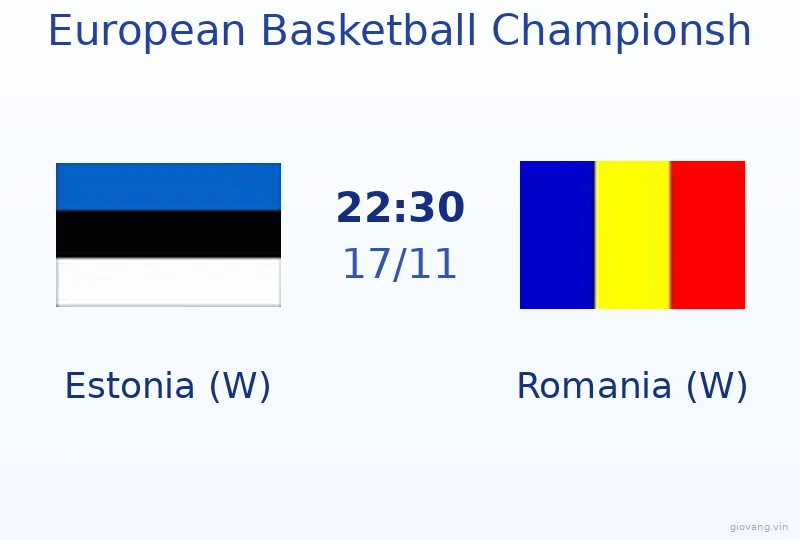 European Basketball Championsh
22:30
17/11
Estonia (W)
Romania (W)
giovang.vin